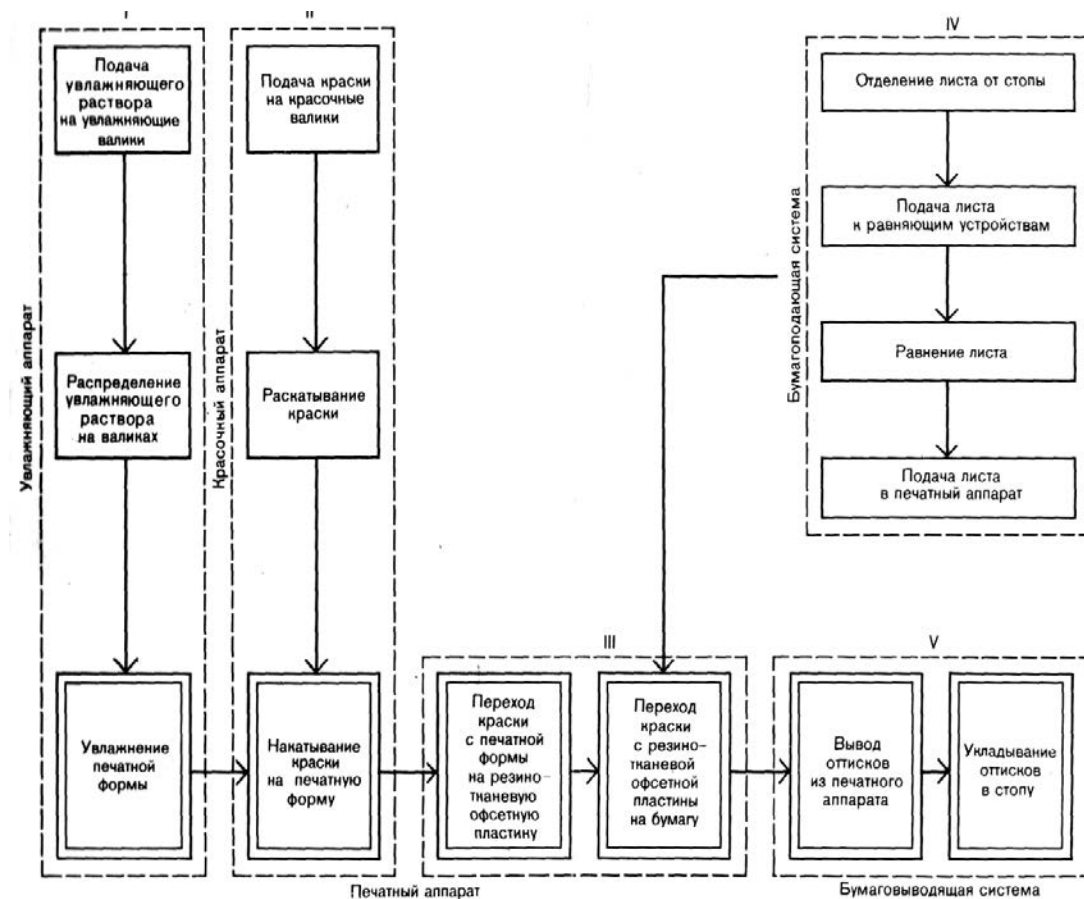 I
Подача
увлажняющего
раствора
на увлажняющие
валики
Распределение
увлажняющего
раствора
на валиках
Увлажнение
печатной
формы
Увлажняющий аппарат
II
Подача краски
на красочные
валики
Раскатывание
краски
Накатывание
краски
на печатную
форму
Красочный аппарат
III
Переход
краски
с печатной
формы
на резино-
тканевую
офсетную
пластину
Переход
краски
с резино-
тканевой
офсетной
пластины
на бумагу
Печатный аппарат
IV
Отделение листа от стопы
Подача листа
к равняющим устройствам
Равнение листа
Подача листа
в печатный аппарат
Бумагоподающая система
V
Вывод
оттисков
из печатного
аппарата
Укладывание
оттисков
в стопу
Бумаговыводящая система